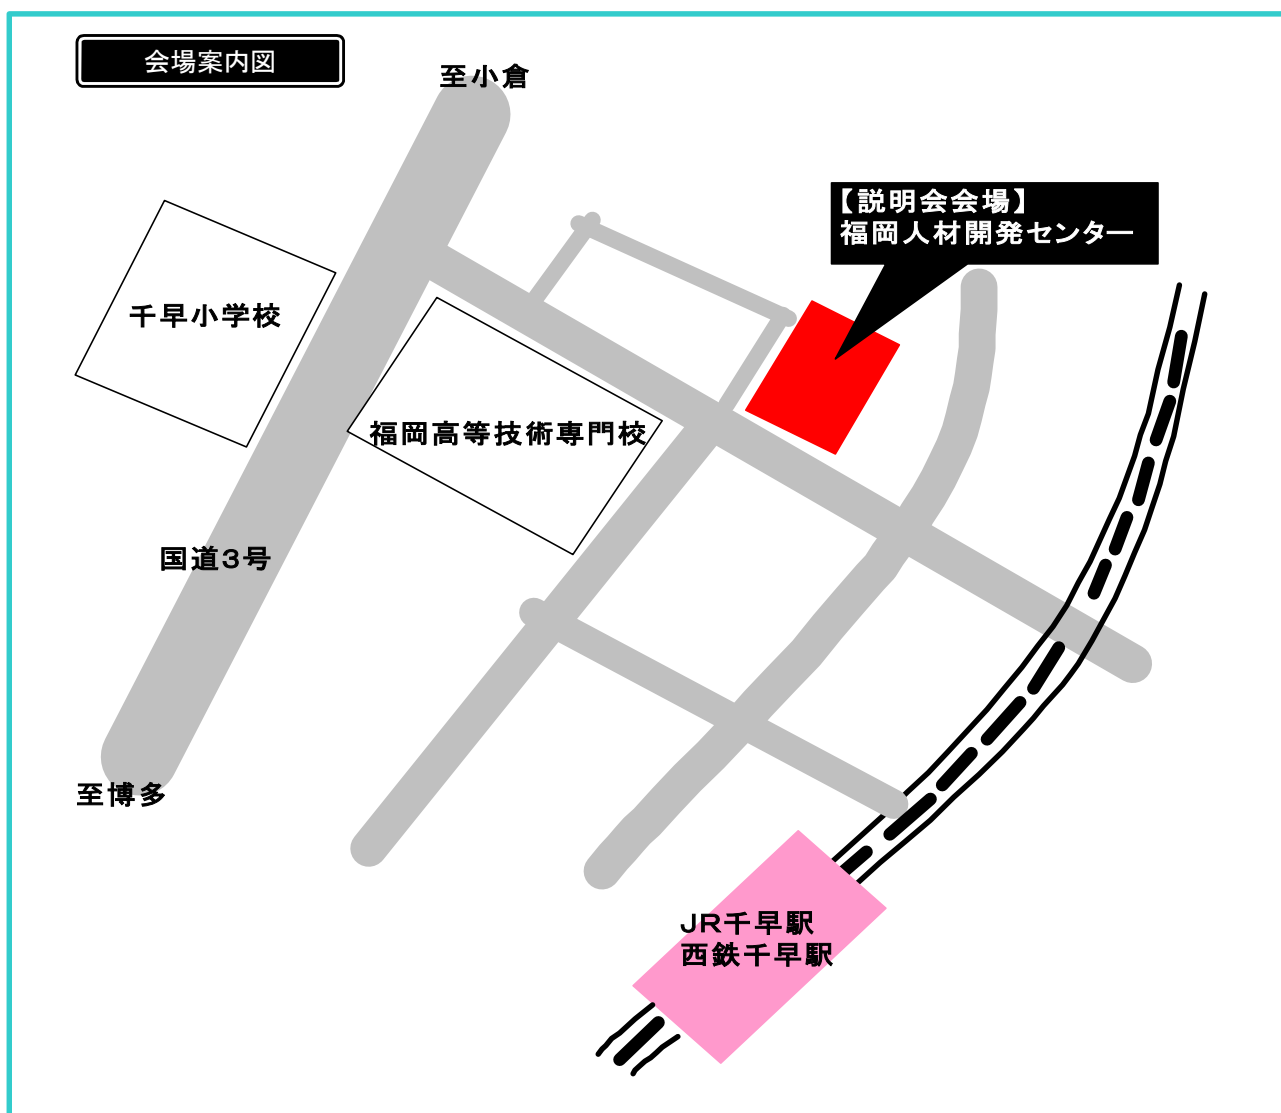 会場案内図
至小倉
【説明会会場】
福岡人材開発センター
千早小学校
福岡高等技術専門校
国道３号
至博多
ＪＲ千早駅
西鉄千早駅